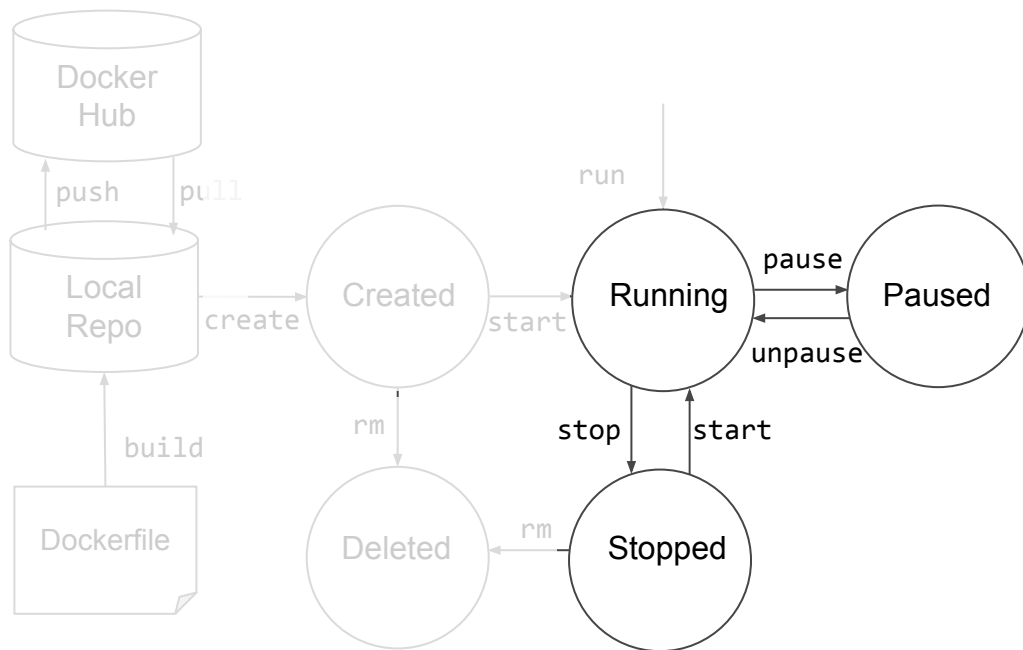 Docker
Hub
push
pull
run
Local
Repo
create
Created
start
Running
pause
unpause
Paused
build
rm
stop
start
Dockerfile
Deleted
rm
Stopped